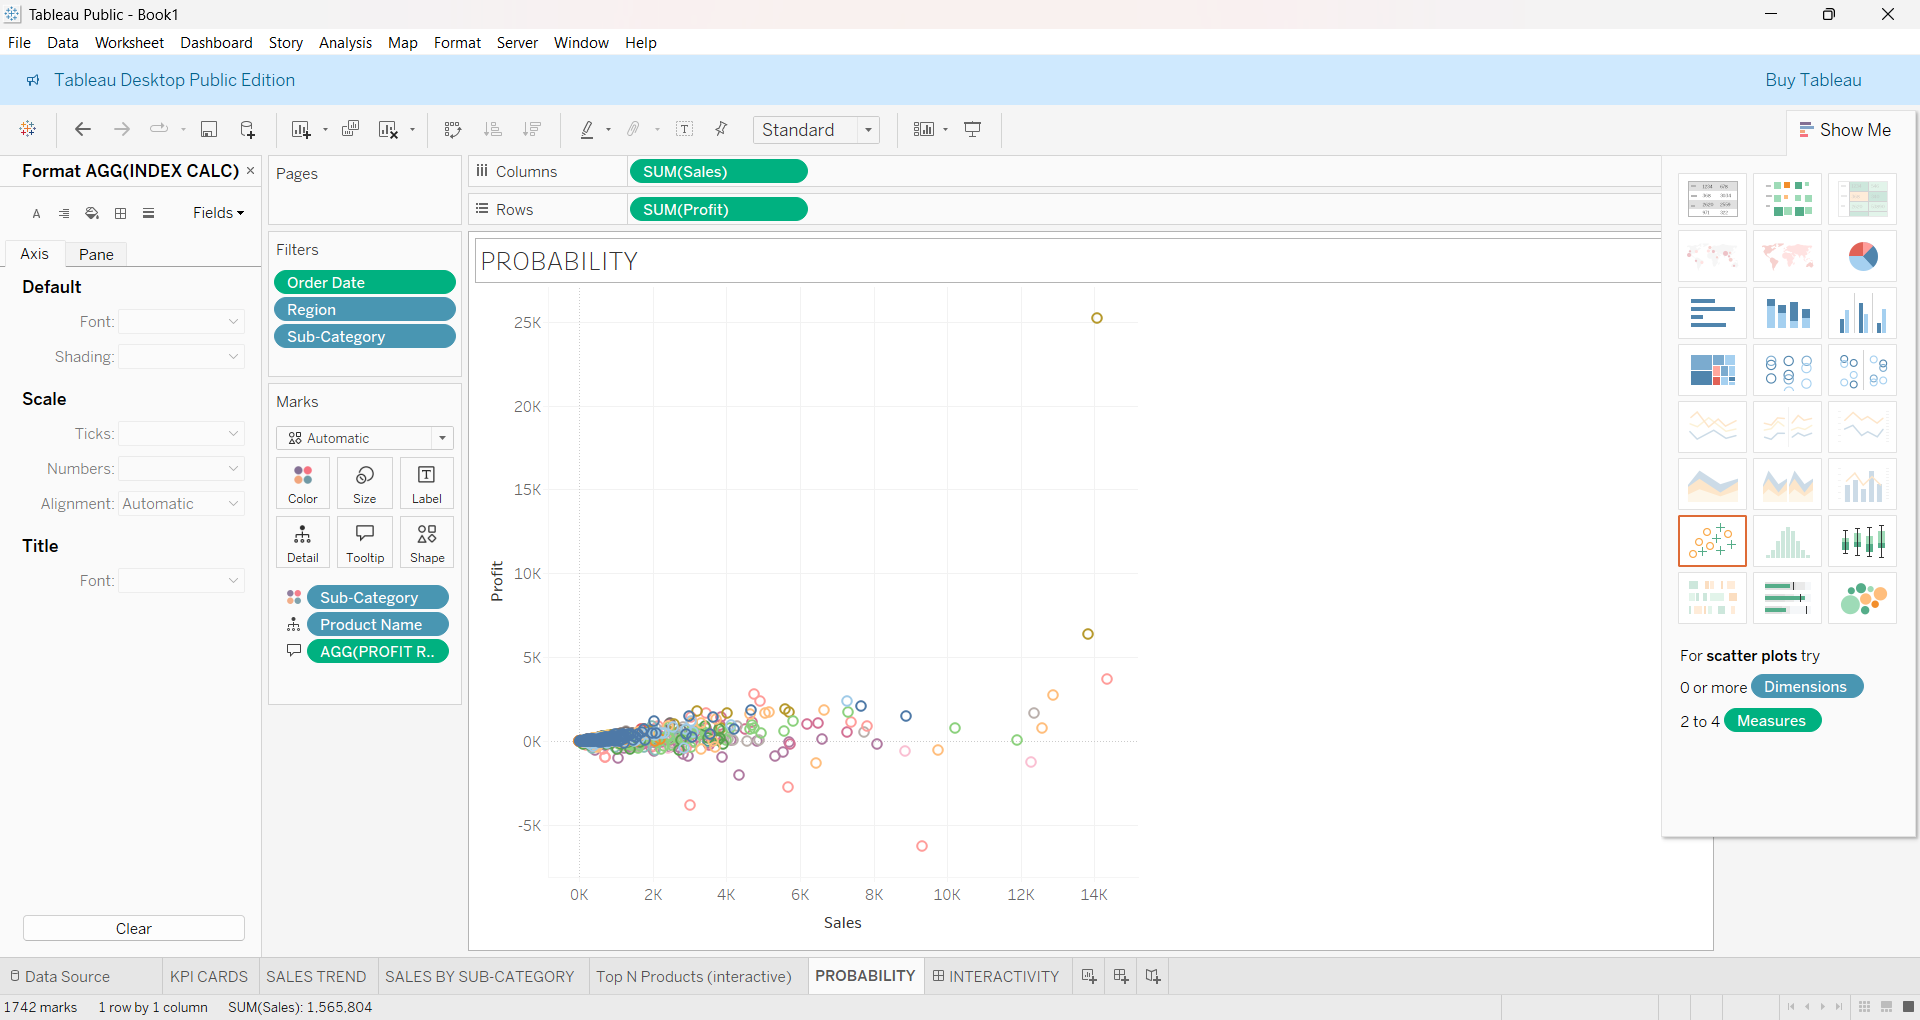 Tableau Public - Book1
File Data Worksheet Dashboard Story Analysis Map Format Server Window Help
Tableau Desktop Public Edition
Buy Tableau
Standard
Show Me
Format AGG(INDEX CALC)
Fields
Axis
Pane
Default
Font:
Shading:
Scale
Ticks:
Numbers:
Alignment: Automatic
Title
Font:
Clear
Pages
Filters
Order Date
Region
Sub-Category
Marks
Automatic
Color
Size
Label
Detail
Tooltip
Shape
Sub-Category
Product Name
AGG(PROFIT R..
Columns
SUM(Sales)
Rows
SUM(Profit)
PROBABILITY
25K
20K
15K
10K
5K
0K
-5K
Profit
0K 2K 4K 6K 8K 10K 12K 14K
Sales
For scatter plots try
0 or more Dimensions
2 to 4 Measures
Data Source
KPI CARDS
SALES TREND
SALES BY SUB-CATEGORY
Top N Products (interactive)
PROBABILITY
INTERACTIVITY
1742 marks 1 row by 1 column SUM(Sales): 1,565,804